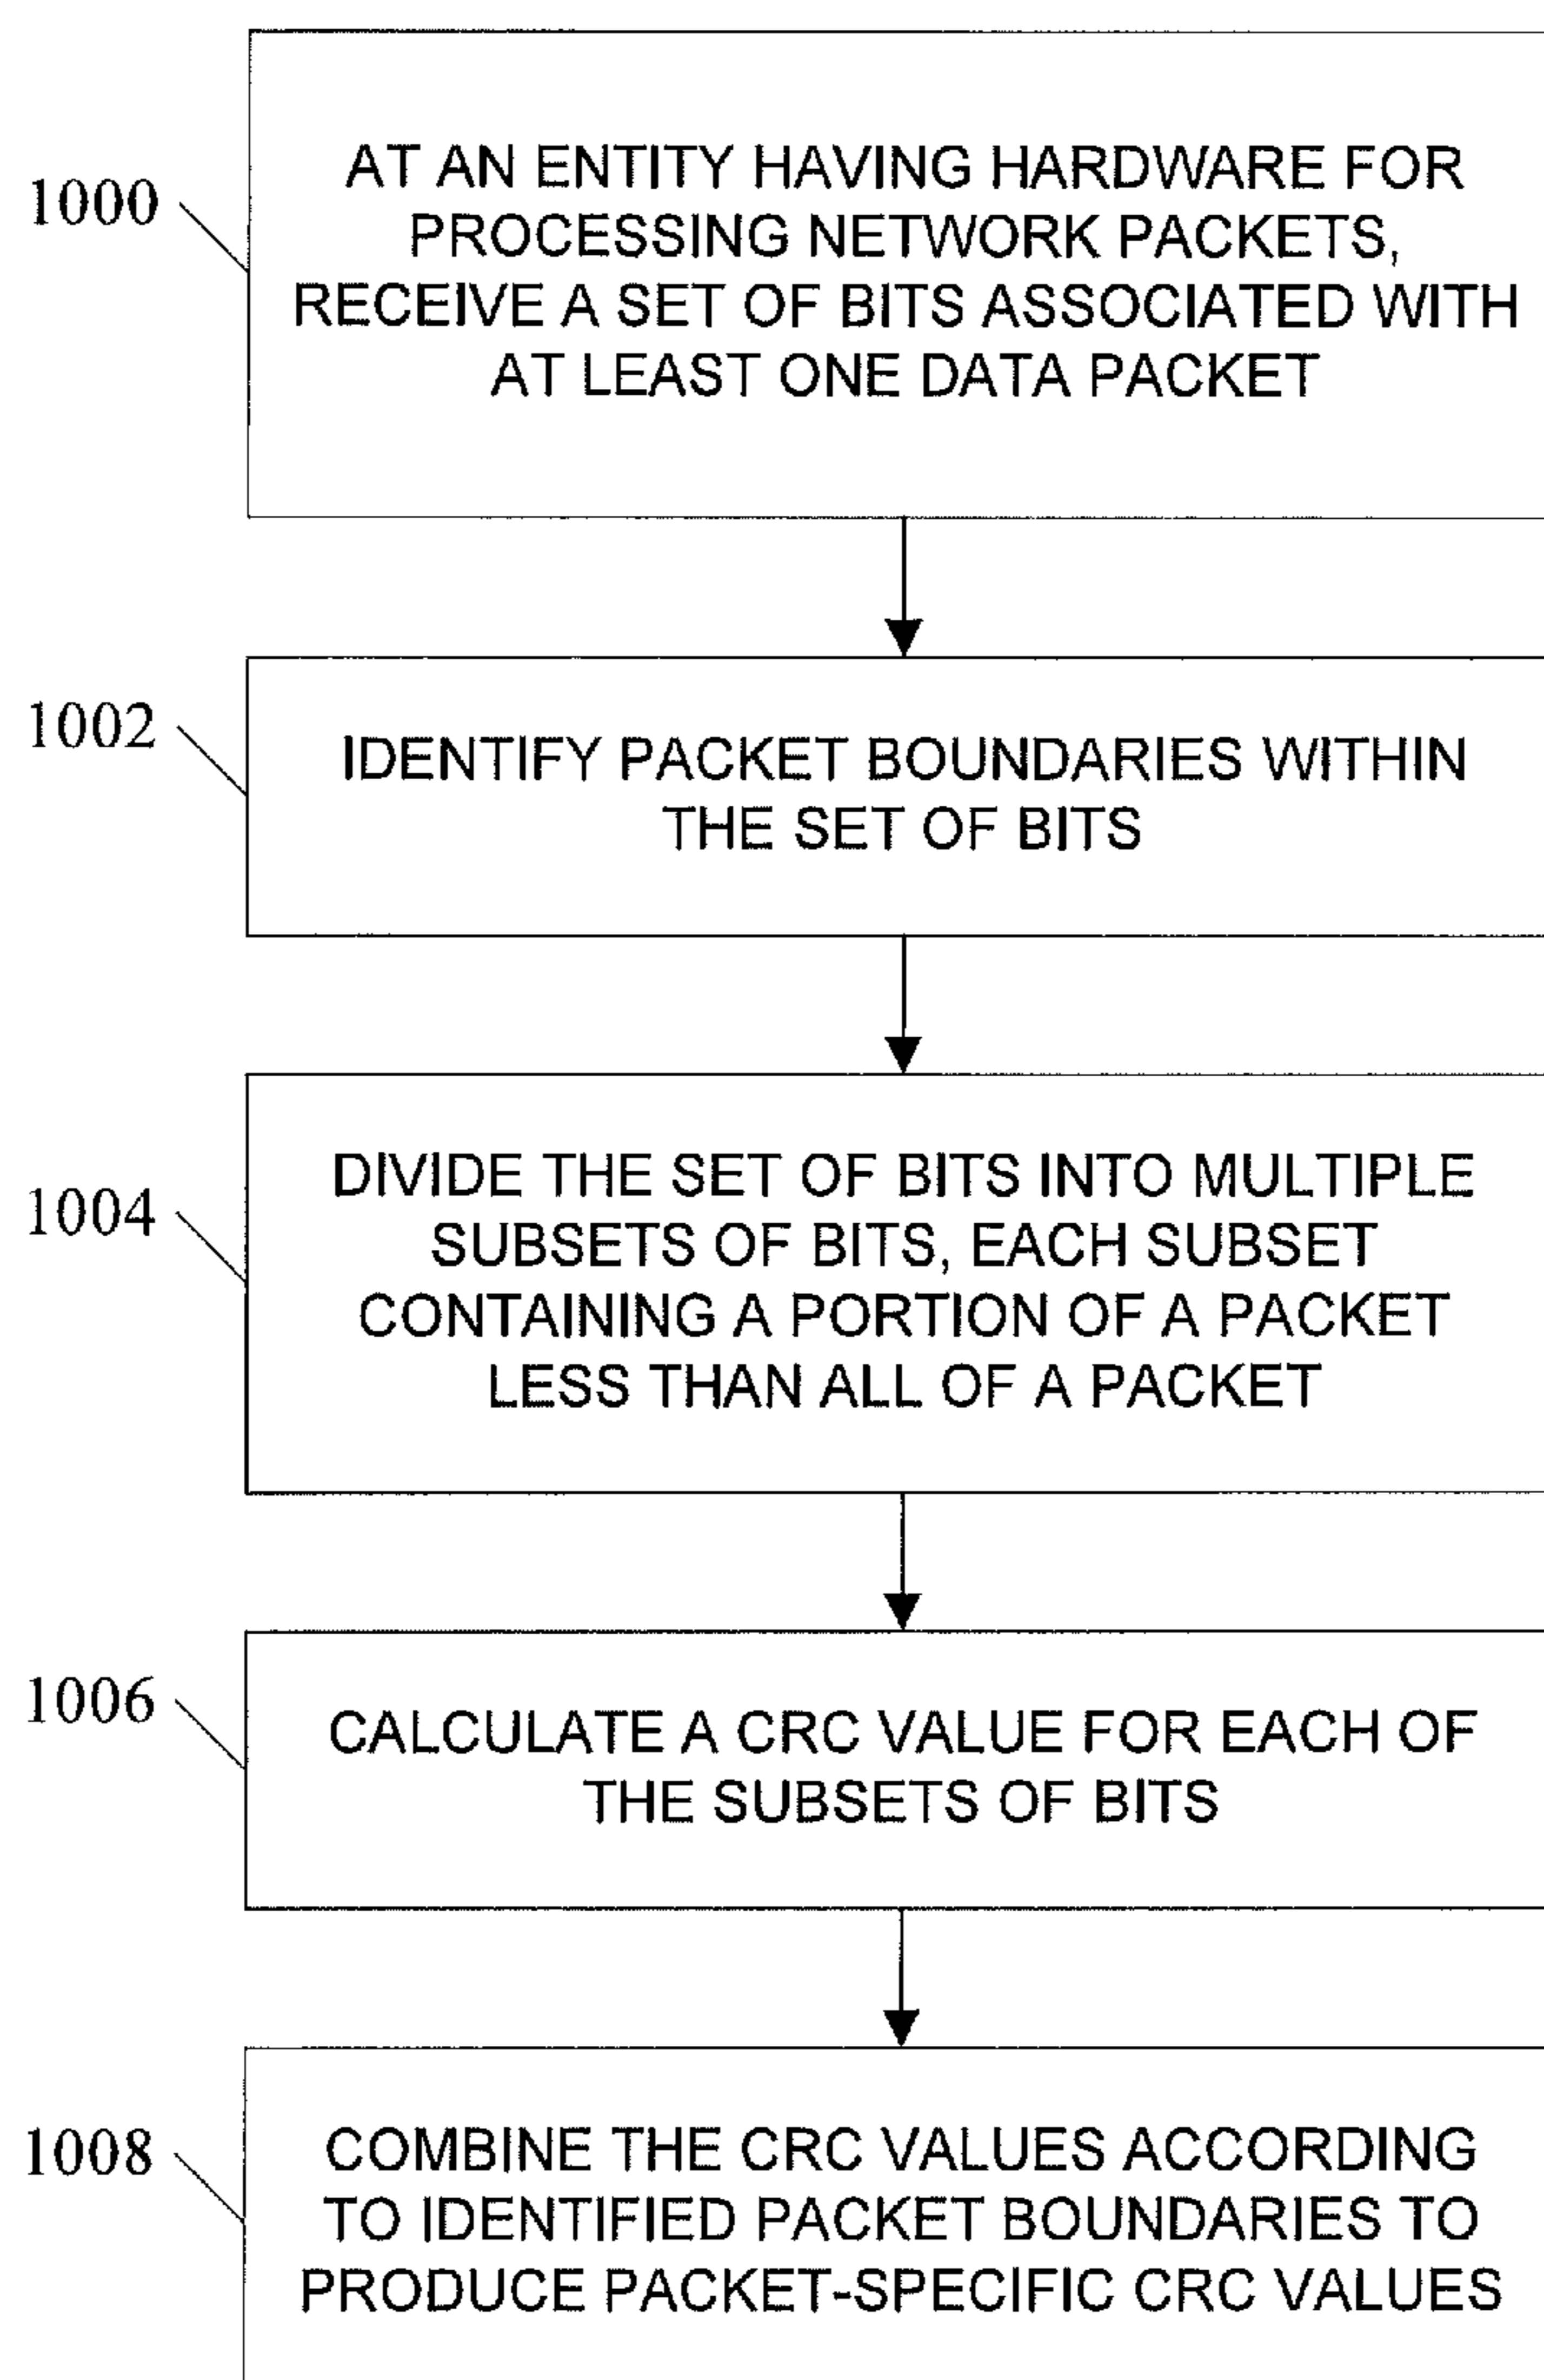 1000
AT AN ENTITY HAVING HARDWARE FOR
PROCESSING NETWORK PACKETS,
RECEIVE A SET OF BITS ASSOCIATED WITH
AT LEAST ONE DATA PACKET
1002
IDENTIFY PACKET BOUNDARIES WITHIN
THE SET OF BITS
1004
DIVIDE THE SET OF BITS INTO MULTIPLE
SUBSETS OF BITS, EACH SUBSET
CONTAINING A PORTION OF A PACKET
LESS THAN ALL OF A PACKET
1006
CALCULATE A CRC VALUE FOR EACH OF
THE SUBSETS OF BITS
1008
COMBINE THE CRC VALUES ACCORDING
TO IDENTIFIED PACKET BOUNDARIES TO
PRODUCE PACKET-SPECIFIC CRC VALUES